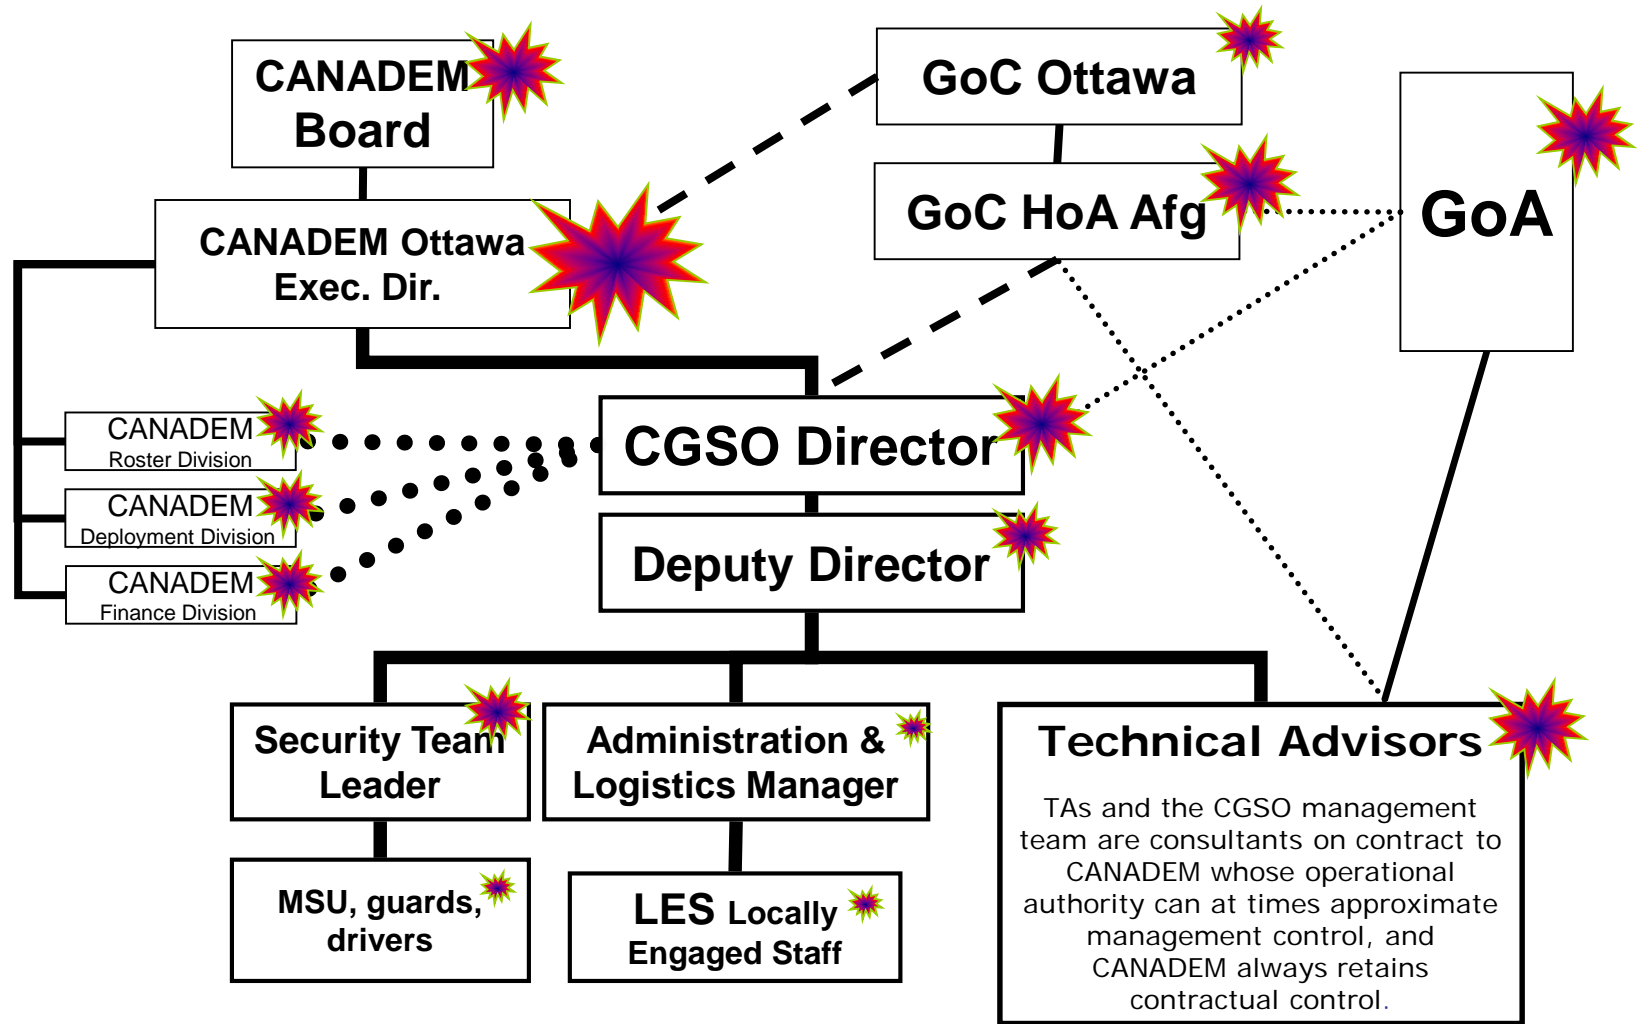 CANADEM
Board
GoC Ottawa
GoC HoA Afg
GoA
CANADEM Ottawa
Exec. Dir.
CANADEM
Roster Division
CANADEM
Deployment Division
CANADEM
Finance Division
CGSO Director
Deputy Director
Security Team
Leader
Administration &
Logistics Manager
MSU, guards,
drivers
LES Locally
Engaged Staff
Technical Advisors
TAs and the CGSO management
team are consultants on contract to
CANADEM whose operational
authority can at times approximate
management control, and
CANADEM always retains
contractual control.